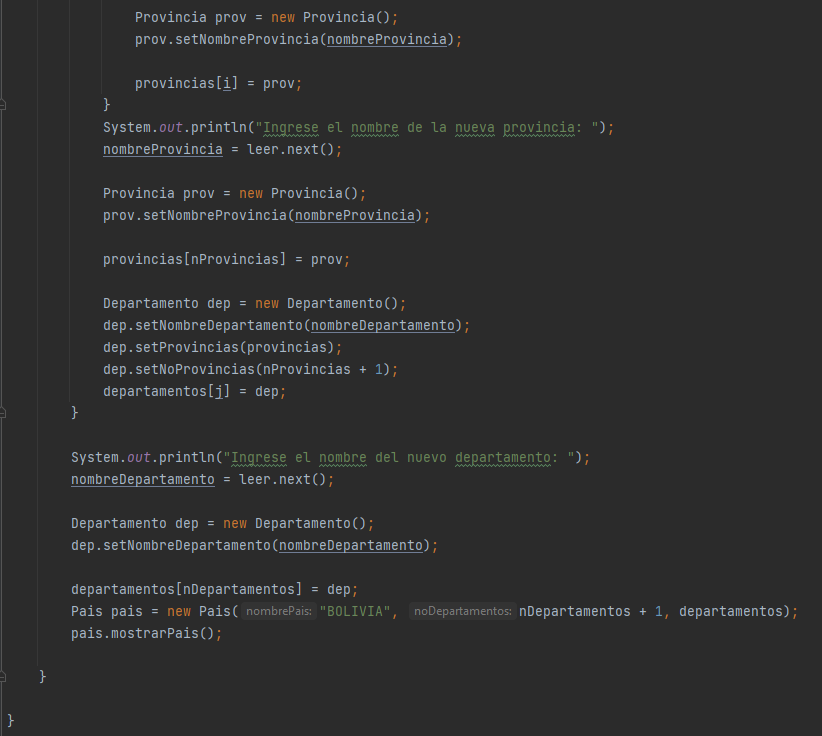 Provincia prov = new Provincia();
prov.setNombreProvincia(nombreProvincia);
provincias[i] = prov;
}
System.out.println("Ingrese el nombre de la nueva provincia: ");
nombreProvincia = leer.next();
Provincia prov = new Provincia();
prov.setNombreProvincia(nombreProvincia);
provincias[nProvincias] = prov;
Departamento dep = new Departamento();
dep.setNombreDepartamento(nombreDepartamento);
dep.setProvincias(provincias);
dep.setNoProvincias(nProvincias + 1);
departamentos[j] = dep;
}
System.out.println("Ingrese el nombre del nuevo departamento: ");
nombreDepartamento = leer.next();
Departamento dep = new Departamento();
dep.setNombreDepartamento(nombreDepartamento);
departamentos[nDepartamentos] = dep;
Pais pais = new Pais( nombrePais: "BOLIVIA", noDepartamentos: nDepartamentos + 1, departamentos);
pais.mostrarPais();
}
}